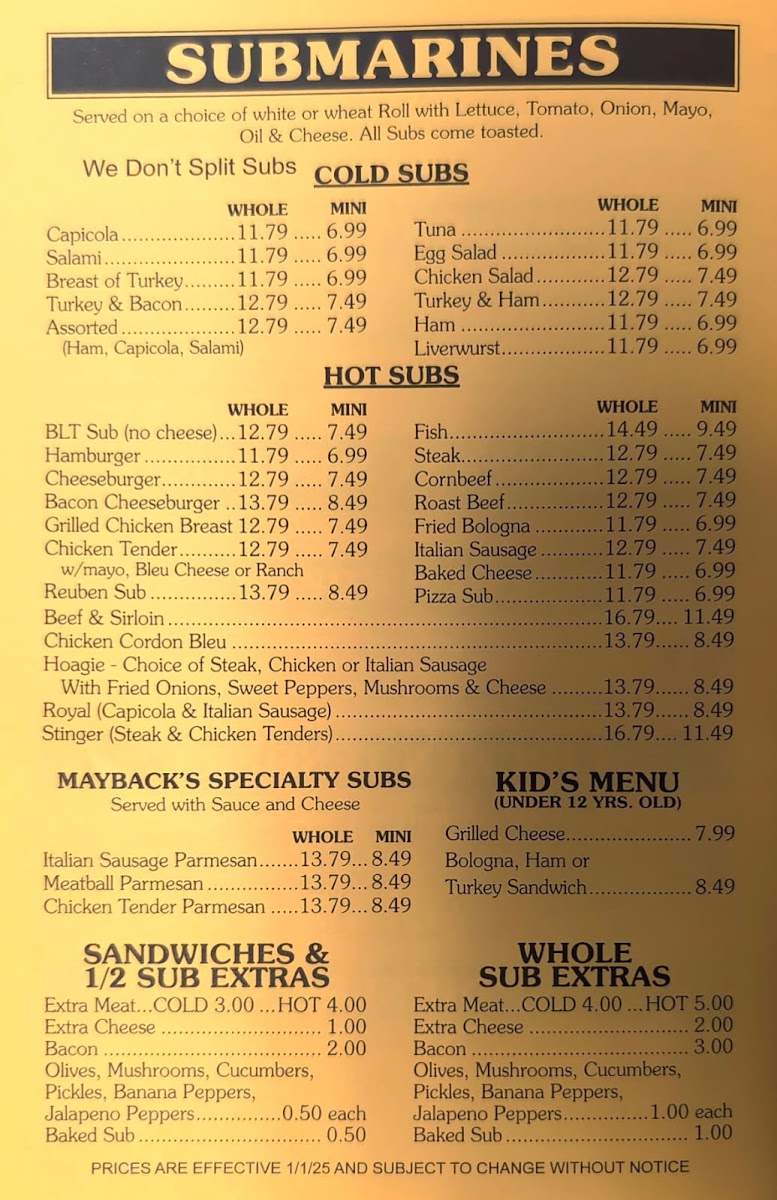 SUBMARINES
Served on a choice of white or wheat Roll with Lettuce, Tomato, Onion, Mayo,
Oil & Cheese. All Subs come toasted.
We Don't Split Subs
COLD SUBS
WHOLE MINI
Capicola....................11.79 ..... 6.99
Salami.......................11.79 ..... 6.99
Breast of Turkey.........11.79 ..... 6.99
Turkey & Bacon.........12.79 ..... 7.49
Assorted....................12.79 ..... 7.49
(Ham, Capicola, Salami)
WHOLE MINI
Tuna .........................11.79 ..... 6.99
Egg Salad ..................11.79 ..... 6.99
Chicken Salad............12.79 ..... 7.49
Turkey & Ham...........12.79 ..... 7.49
Ham .........................11.79 ..... 6.99
Liverwurst..................11.79 ..... 6.99
HOT SUBS
WHOLE MINI
BLT Sub (no cheese)...12.79 ..... 7.49
Hamburger ................11.79 ..... 6.99
Cheeseburger.............12.79 ..... 7.49
Bacon Cheeseburger ..13.79 ..... 8.49
Grilled Chicken Breast 12.79 ..... 7.49
Chicken Tender..........12.79 ..... 7.49
w/mayo, Bleu Cheese or Ranch
Reuben Sub ...............13.79 ..... 8.49
WHOLE MINI
Fish...........................14.49 ..... 9.49
Steak.........................12.79 ..... 7.49
Cornbeef...................12.79 ..... 7.49
Roast Beef.................12.79 ..... 7.49
Fried Bologna ............11.79 ..... 6.99
Italian Sausage ...........12.79 ..... 7.49
Baked Cheese............11.79 ..... 6.99
Pizza Sub...................11.79 ..... 6.99
Beef & Sirloin ..............................................................................16.79.... 11.49
Chicken Cordon Bleu ..................................................................13.79...... 8.49
Hoagie - Choice of Steak, Chicken or Italian Sausage
With Fried Onions, Sweet Peppers, Mushrooms & Cheese .........13.79...... 8.49
Royal (Capicola & Italian Sausage)................................................13.79...... 8.49
Stinger (Steak & Chicken Tenders)................................................16.79.... 11.49
MAYBACK'S SPECIALTY SUBS
Served with Sauce and Cheese
WHOLE MINI
Italian Sausage Parmesan.......13.79...8.49
Meatball Parmesan ................13.79...8.49
Chicken Tender Parmesan .....13.79...8.49
KID'S MENU
(UNDER 12 YRS. OLD)
Grilled Cheese...................... 7.99
Bologna, Ham or
Turkey Sandwich.................. 8.49
SANDWICHES &
1/2 SUB EXTRAS
Extra Meat...COLD 3.00 ...HOT 4.00
Extra Cheese ............................ 1.00
Bacon ...................................... 2.00
Olives, Mushrooms, Cucumbers,
Pickles, Banana Peppers,
Jalapeno Peppers...............0.50 each
Baked Sub................................ 0.50
WHOLE
SUB EXTRAS
Extra Meat...COLD 4.00 ...HOT 5.00
Extra Cheese ............................ 2.00
Bacon ...................................... 3.00
Olives, Mushrooms, Cucumbers,
Pickles, Banana Peppers,
Jalapeno Peppers...............1.00 each
Baked Sub................................ 1.00
PRICES ARE EFFECTIVE 1/1/25 AND SUBJECT TO CHANGE WITHOUT NOTICE